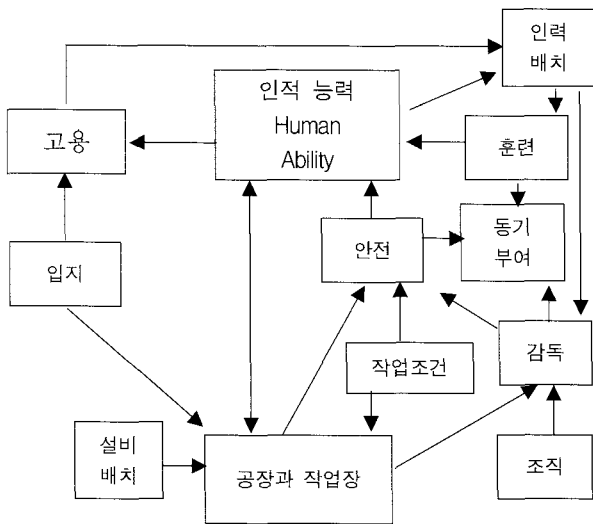 인력
배치
인적 능력
Human
Ability
고용
훈련
동기
부여
안전
입지
작업조건
감독
설비
배치
공장과 작업장
조직